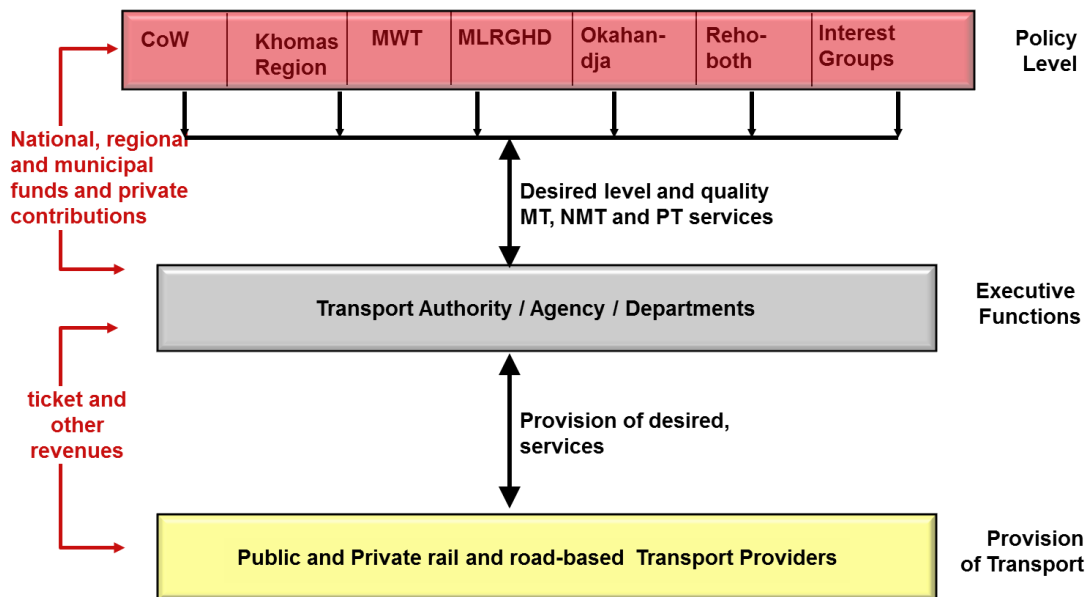 CoW
Khomas
Region
MWT
MLRGHD
Okahan-
dja
Reho-
both
Interest
Groups
Policy
Level
National, regional
and municipal
funds and private
contributions
Desired level and quality
MT, NMT and PT services
Transport Authority / Agency / Departments
Executive
Functions
ticket and
other
revenues
Provision of desired,
services
Public and Private rail and road-based Transport Providers
Provision
of Transport